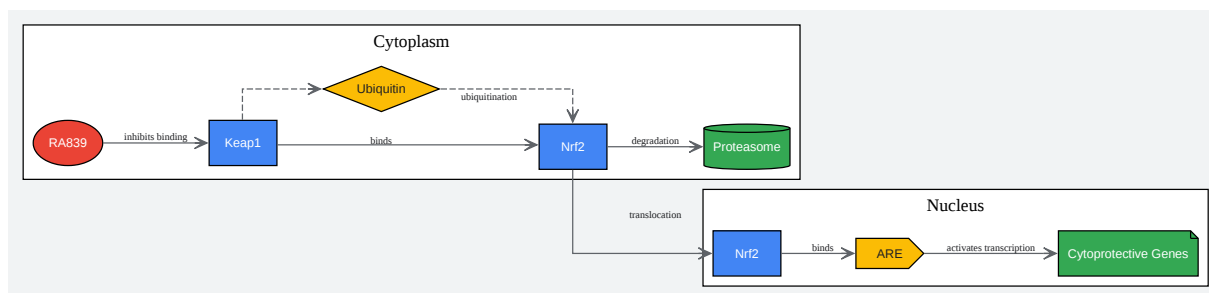 Cytoplasm
Ubiquitin
ubiquitination
RA839
inhibits binding
Keap1
binds
Nrf2
degradation
Proteasome
translocation
Nucleus
Nrf2
binds
ARE
activates transcription
Cytoprotective Genes